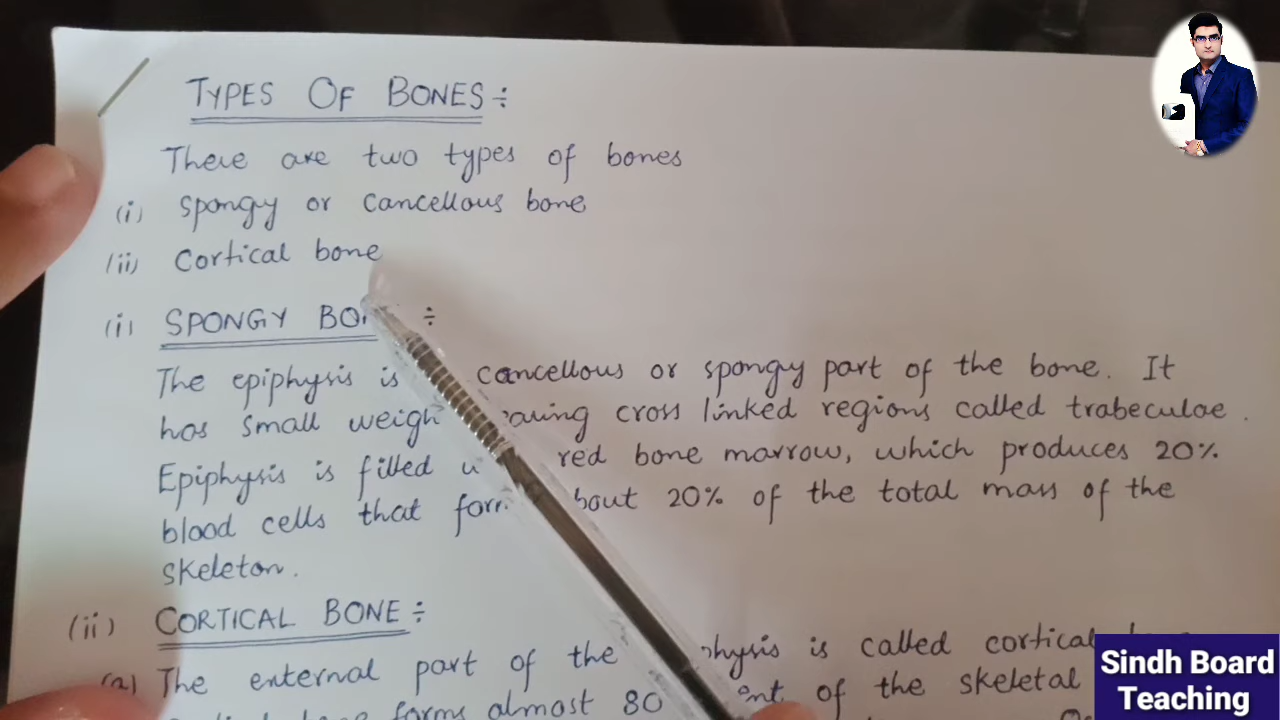 TYPES OF BONES:
There are two types of bones
(i) Spongy or cancellous bone
(ii) Cortical bone
(i) SPONGY BO :
The epiphysis is cancellous or spongy part of the bone. It
has small weigh cross linked regions called trabeculae.
Epiphysis is filled red bone marrow, which produces 20%
blood cells that 20% of the total mass of the
skeleton.
(ii) CORTICAL BONE:
(a) The external part of the is called cortical
forms almost 80 of the skeletal
Sindh Board
Teaching